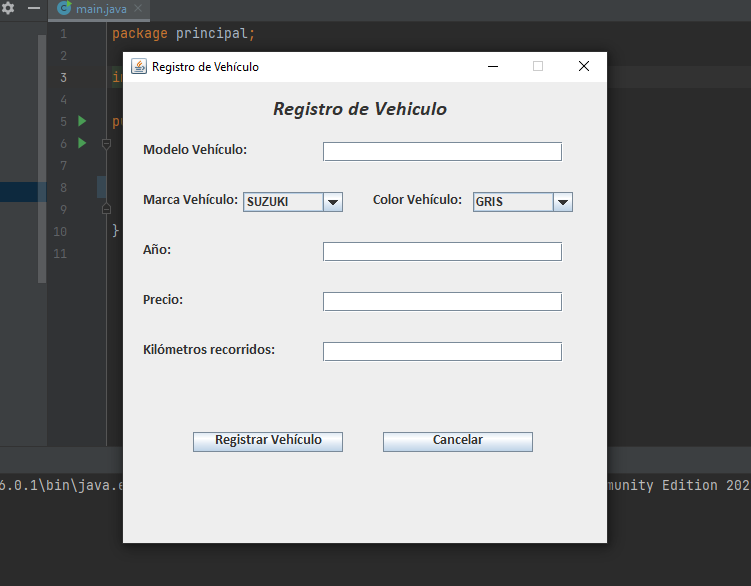 main.java
1 package principal;
2
Registro de Vehículo
3
Registro de Vehiculo
4
5
6
Modelo Vehículo:
7
8
Marca Vehículo: SUZUKI Color Vehículo: GRIS
9
10 }
Año:
11
Precio:
Kilómetros recorridos:
Registrar Vehículo Cancelar
6.0.1\bin\java.e
munity Edition 202